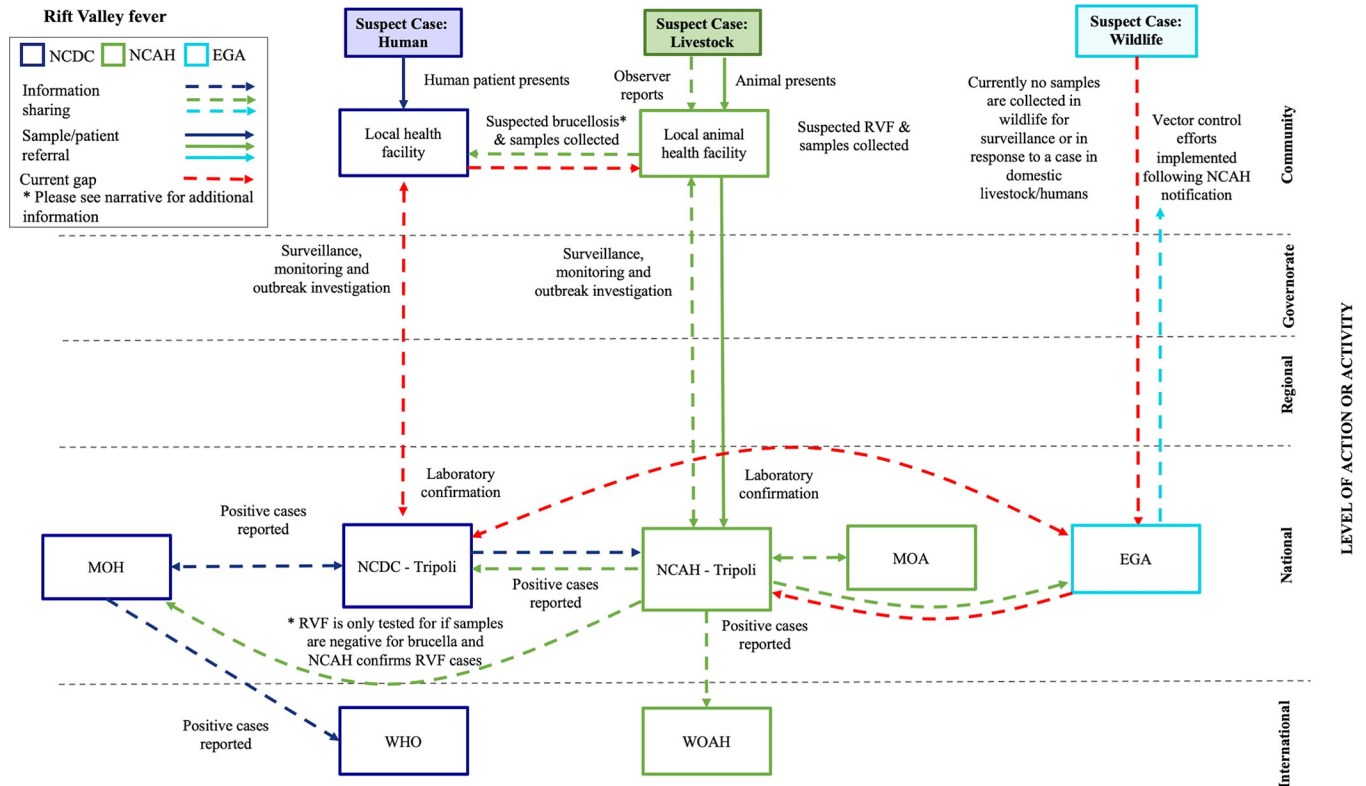 Rift Valley fever
NCDC
NCAH
EGA
Information
sharing
Sample/patient
referral
Current gap
* Please see narrative for additional
information
Suspect Case:
Human
Suspect Case:
Livestock
Suspect Case:
Wildlife
Human patient presents
Observer
reports
Animal presents
Local health
facility
Suspected brucellosis*
& samples collected
Local animal
health facility
Suspected RVF &
samples collected
Currently no samples
are collected in
wildlife for
surveillance or in
response to a case in
domestic
livestock/humans
Vector control
efforts
implemented
following NCAH
notification
Community
Surveillance,
monitoring and
outbreak investigation
Surveillance,
monitoring and
outbreak investigation
Governorate
Regional
LEVEL OF ACTION OR ACTIVITY
Laboratory
confirmation
Laboratory
confirmation
Positive cases
reported
MOH
NCDC - Tripoli
Positive cases
reported
NCAH - Tripoli
MOA
EGA
National
* RVF is only tested for if samples
are negative for brucella and
NCAH confirms RVF cases
Positive cases
reported
Positive cases
reported
WHO
WOAH
International